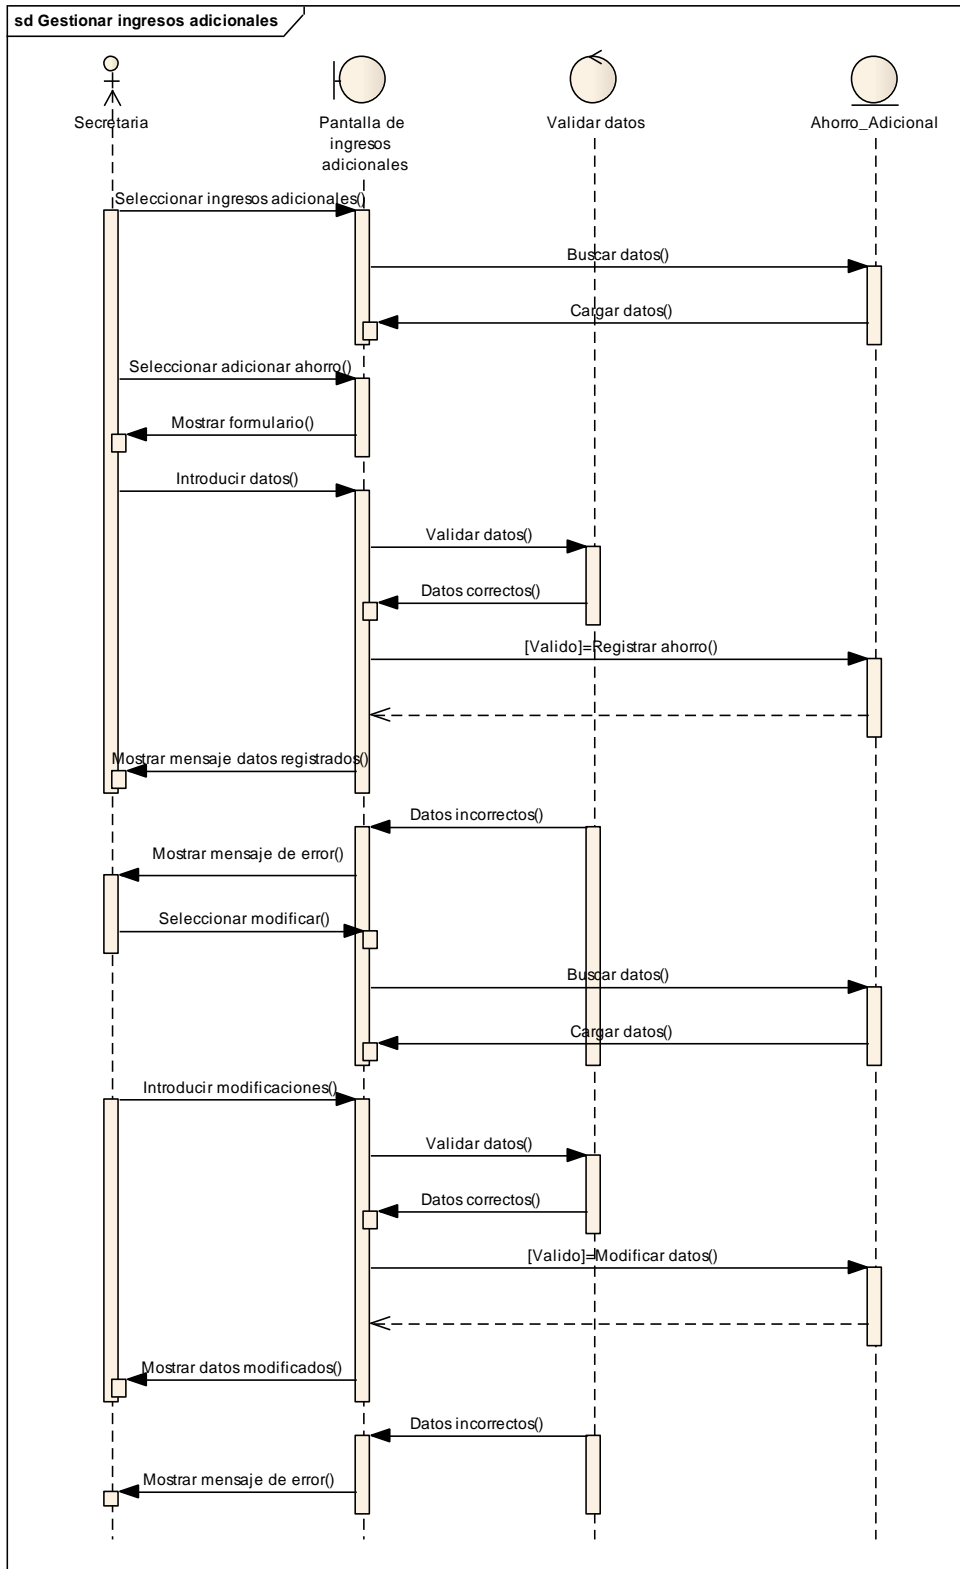 sd Gestionar ingresos adicionales
Secretaria
Pantalla de
ingresos
adicionales
Validar datos
Ahorro_Adicional
Seleccionar ingresos adicionales()
Buscar datos()
Cargar datos()
Seleccionar adicionar ahorro()
Mostrar formulario()
Introducir datos()
Validar datos()
Datos correctos()
[Valido]=Registrar ahorro()
Mostrar mensaje datos registrados()
Datos incorrectos()
Mostrar mensaje de error()
Seleccionar modificar()
Buscar datos()
Cargar datos()
Introducir modificaciones()
Validar datos()
Datos correctos()
[Valido]=Modificar datos()
Mostrar datos modificados()
Datos incorrectos()
Mostrar mensaje de error()